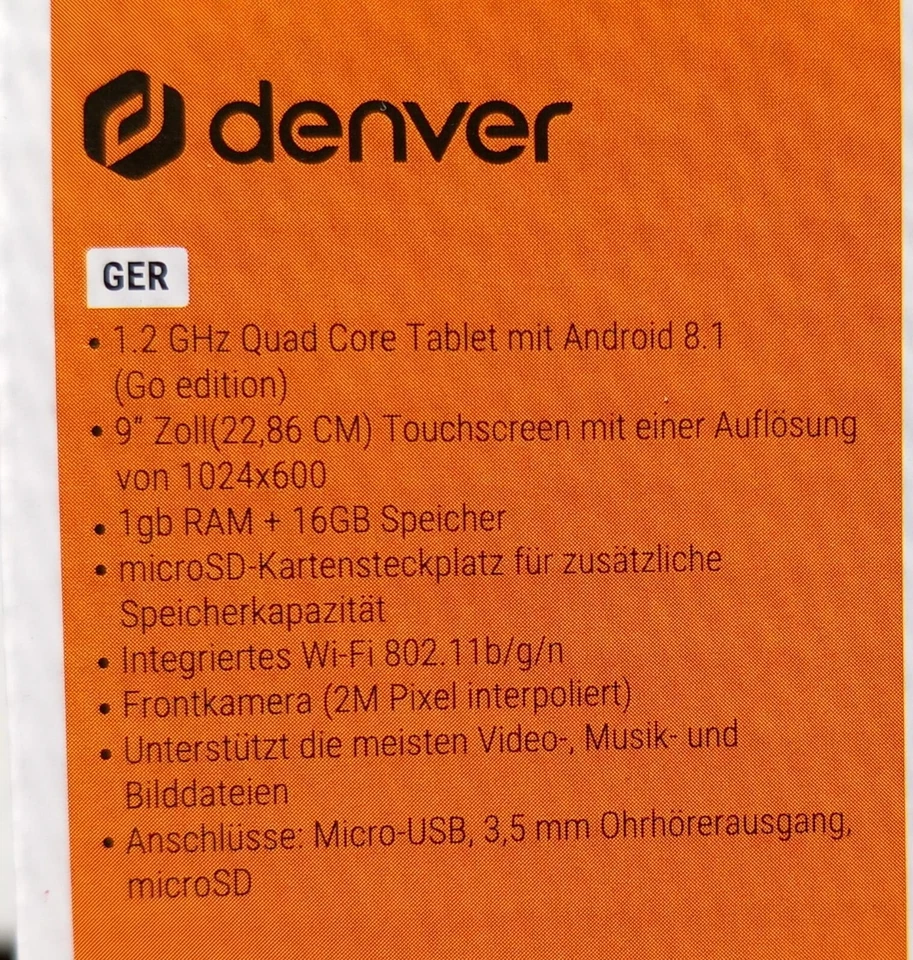 denver
GER
• 1.2 GHz Quad Core Tablet mit Android 8.1
(Go edition)
• 9" Zoll(22,86 CM) Touchscreen mit einer Auflösung
von 1024x600
• 1gb RAM + 16GB Speicher
• microSD-Kartensteckplatz für zusätzliche
Speicherkapazität
• Integriertes Wi-Fi 802.11b/g/n
• Frontkamera (2M Pixel interpoliert)
• Unterstützt die meisten Video-, Musik- und
Bilddateien
• Anschlüsse: Micro-USB, 3,5 mm Ohrhörerausgang,
microSD